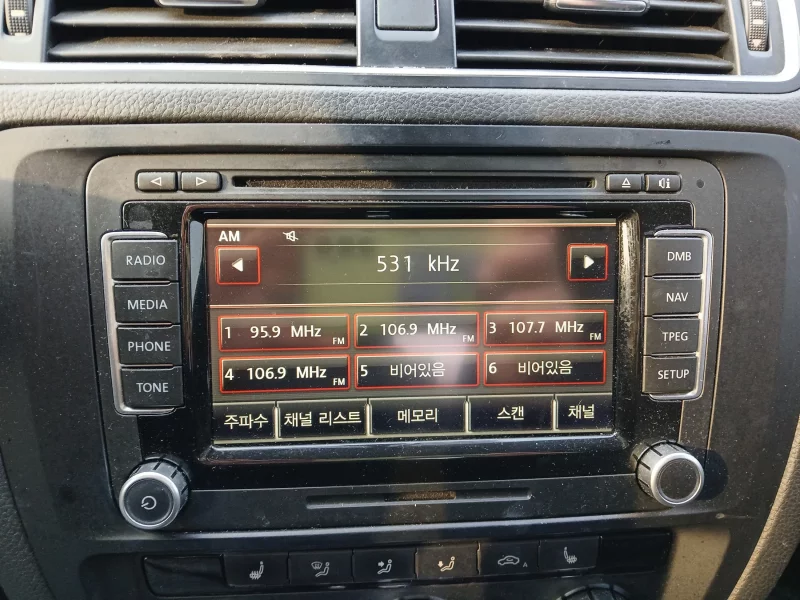 AM
531 kHz
1 95.9 MHz FM
2 106.9 MHz FM
3 107.7 MHz FM
4 106.9 MHz FM
5 비어있음
6 비어있음
주파수
채널 리스트
메모리
스캔
채널
RADIO
MEDIA
PHONE
TONE
DMB
NAV
TPEG
SETUP
A